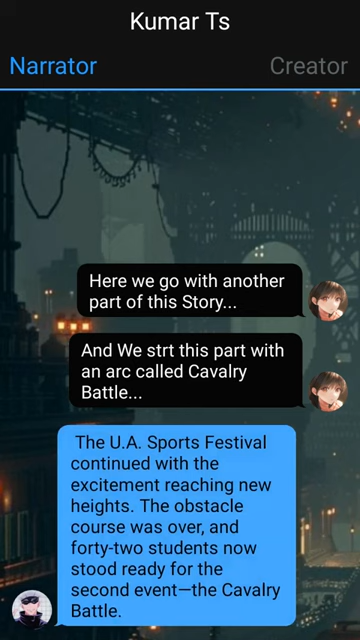 Kumar Ts
Narrator
Creator
Here we go with another
part of this Story...
And We strt this part with
an arc called Cavalry
Battle...
The U.A. Sports Festival
continued with the
excitement reaching new
heights. The obstacle
course was over, and
forty-two students now
stood ready for the
second event—the Cavalry
Battle.